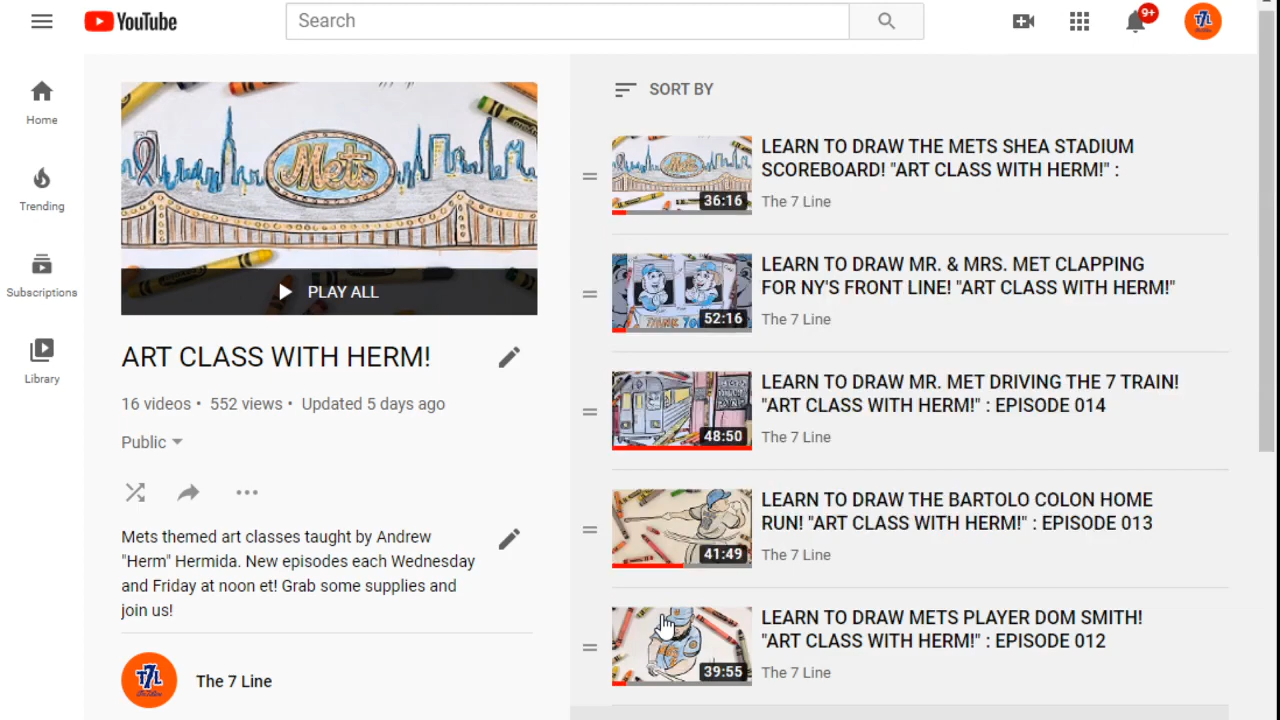 YouTube
Search
9+
Home
Trending
Subscriptions
Library
Mets
PLAY ALL
ART CLASS WITH HERM!
16 videos • 552 views • Updated 5 days ago
Public
Mets themed art classes taught by Andrew
"Herm" Hermida. New episodes each Wednesday
and Friday at noon et! Grab some supplies and
join us!
T7L
The 7 Line
SORT BY
LEARN TO DRAW THE METS SHEA STADIUM
SCOREBOARD! "ART CLASS WITH HERM!" :
The 7 Line
36:16
LEARN TO DRAW MR. & MRS. MET CLAPPING
FOR NY'S FRONT LINE! "ART CLASS WITH HERM!"
The 7 Line
52:16
LEARN TO DRAW MR. MET DRIVING THE 7 TRAIN!
"ART CLASS WITH HERM!" : EPISODE 014
The 7 Line
48:50
LEARN TO DRAW THE BARTOLO COLON HOME
RUN! "ART CLASS WITH HERM!" : EPISODE 013
The 7 Line
41:49
LEARN TO DRAW METS PLAYER DOM SMITH!
"ART CLASS WITH HERM!" : EPISODE 012
The 7 Line
39:55